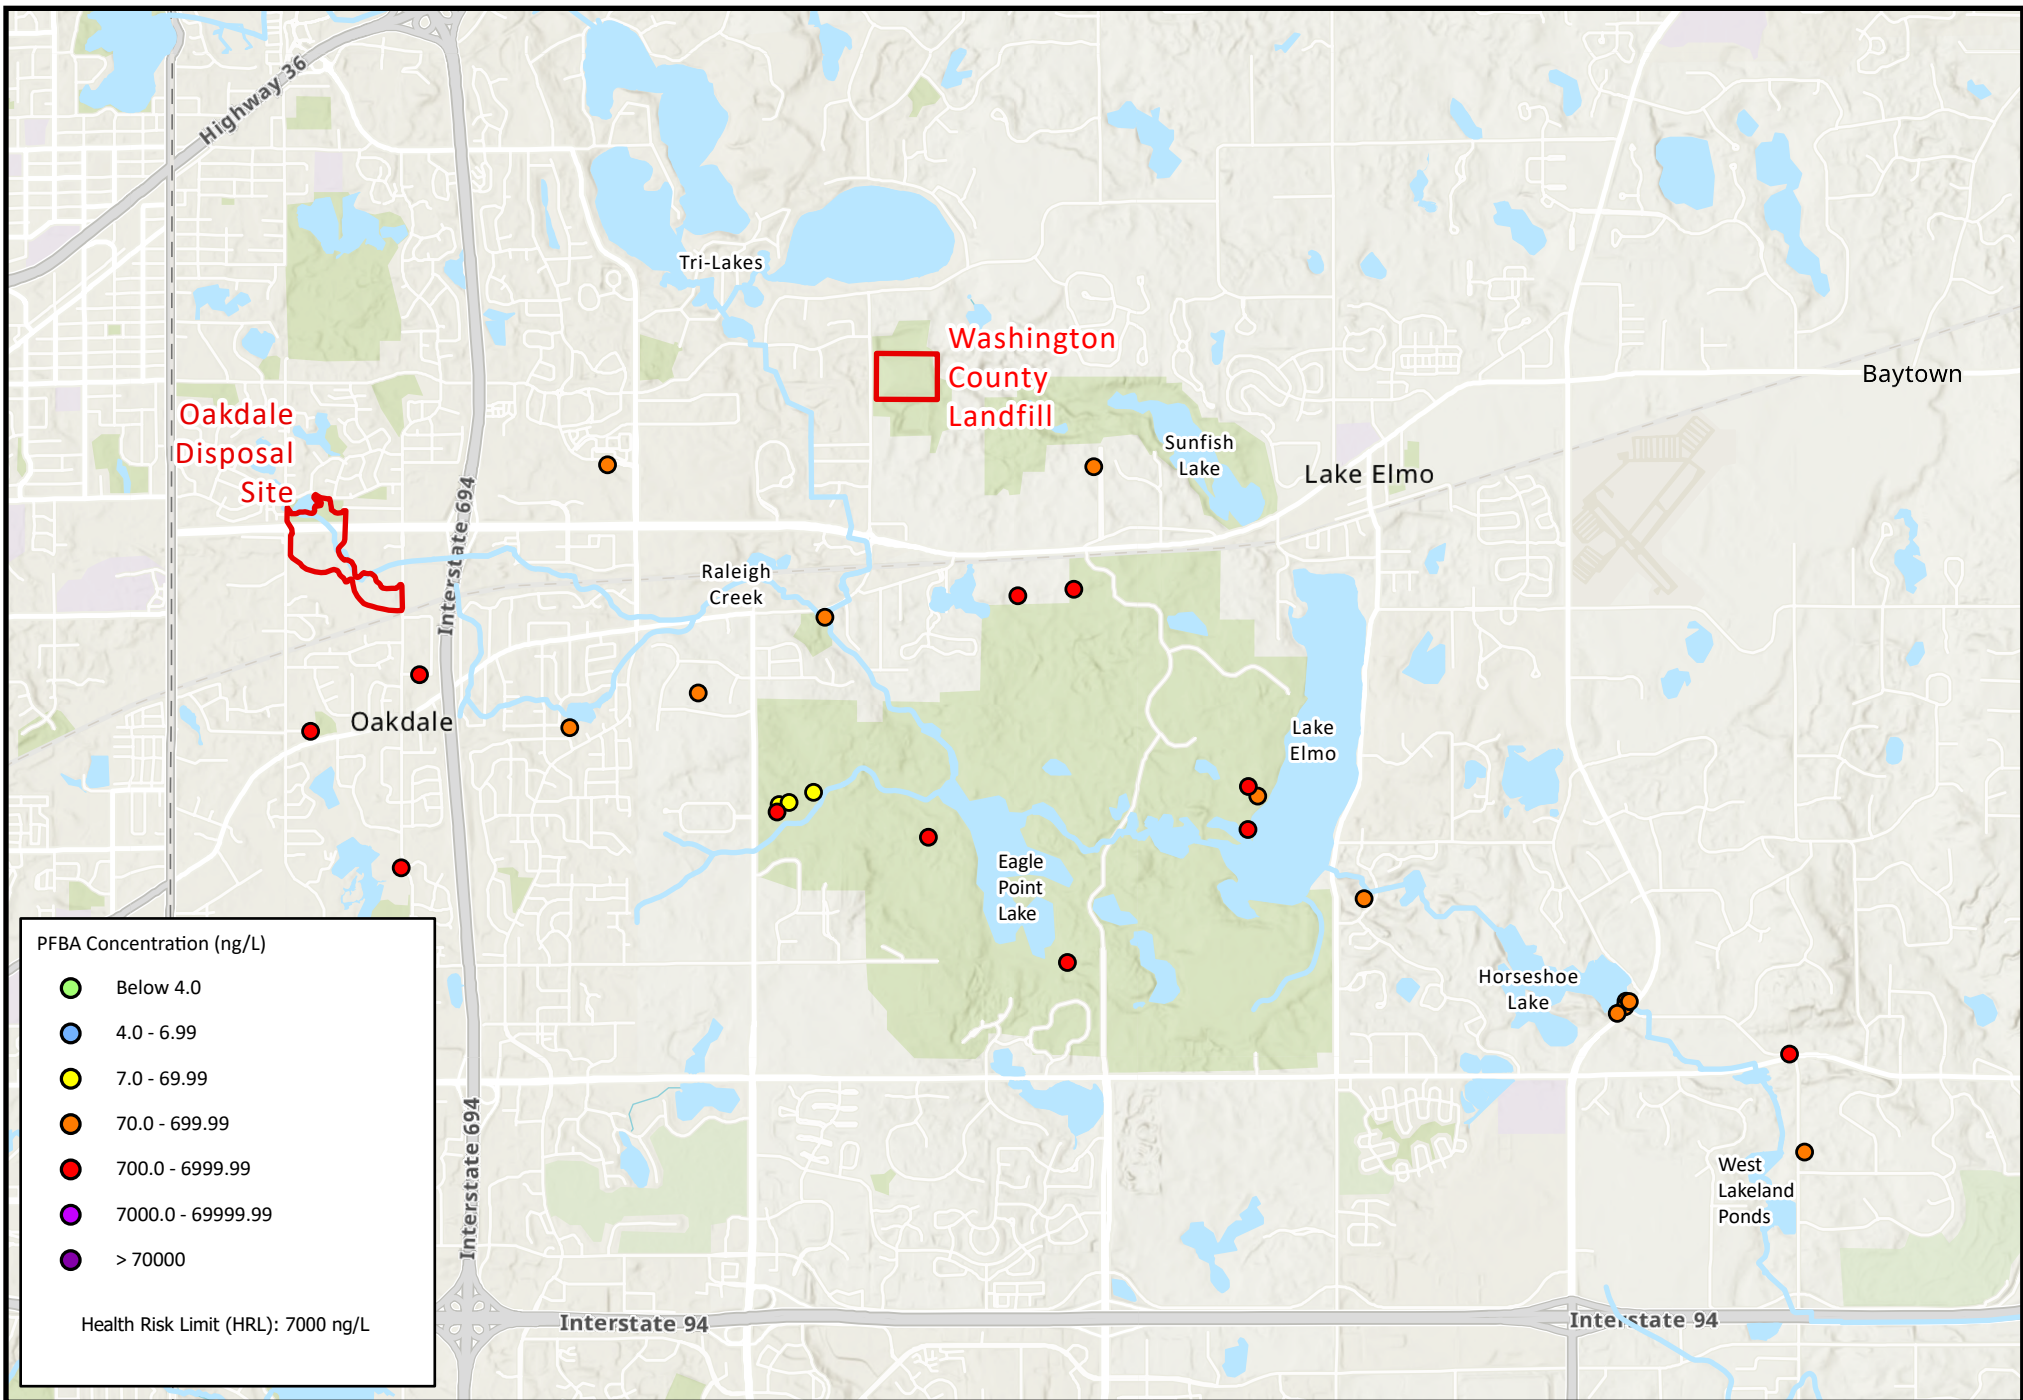 Highway 36
Tri-Lakes
Washington
County
Landfill
Baytown
Oakdale
Disposal
Site
Sunfish
Lake
Lake Elmo
Interstate 694
Raleigh
Creek
Oakdale
Lake
Elmo
Eagle
Point
Lake
Horseshoe
Lake
PFBA Concentration (ng/L)
Below 4.0
4.0 - 6.99
7.0 - 69.99
70.0 - 699.99
700.0 - 6999.99
7000.0 - 69999.99
> 70000
Health Risk Limit (HRL): 7000 ng/L
Interstate 694
West
Lakeland
Ponds
Interstate 94
Interstate 94